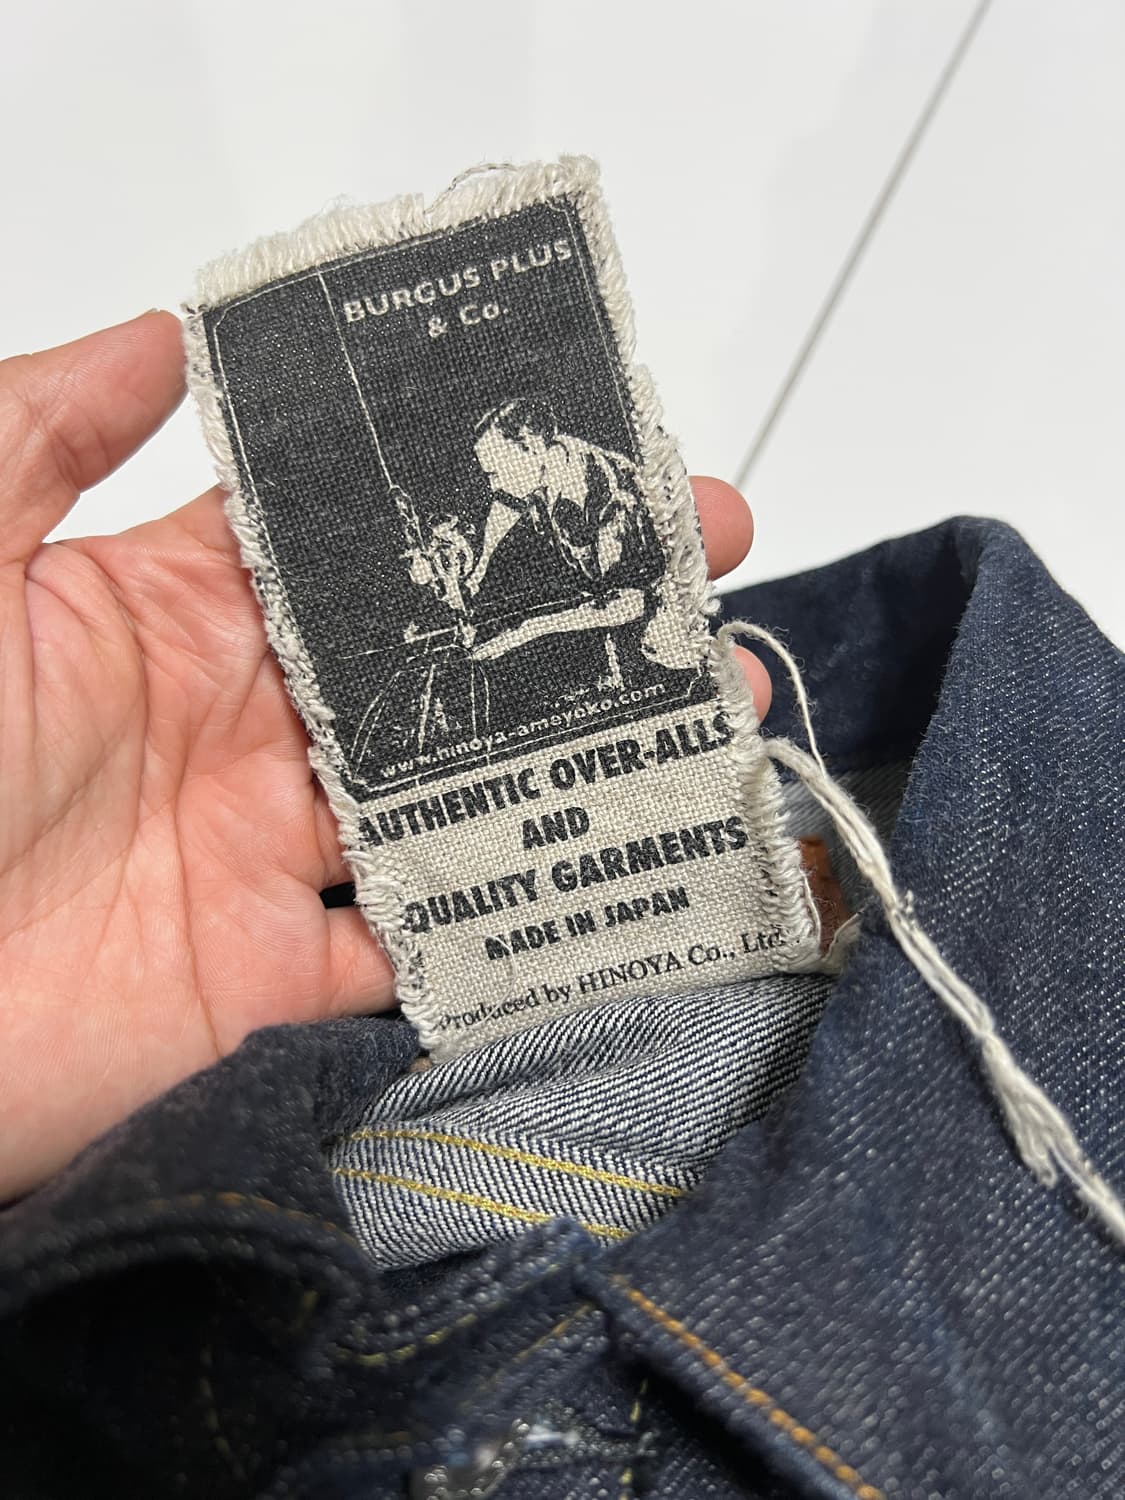 BURGUS PLUS
& Co.
www.hinoya-ameyoko.com
AUTHENTIC OVER-ALLS
AND
QUALITY GARMENTS
MADE IN JAPAN
Produced by HINOYA Co., Ltd.